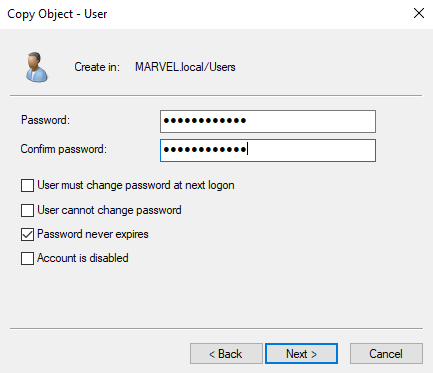 Copy Object - User
Create in: MARVEL.local/Users
Password: ●●●●●●●●●●●●
Confirm password: ●●●●●●●●●●●●
User must change password at next logon
User cannot change password
Password never expires
Account is disabled
< Back Next > Cancel